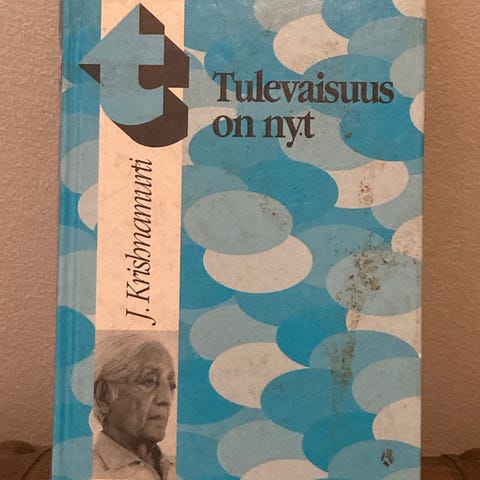 t
Tulevaisuus
on nyt
J. Krishnamurti